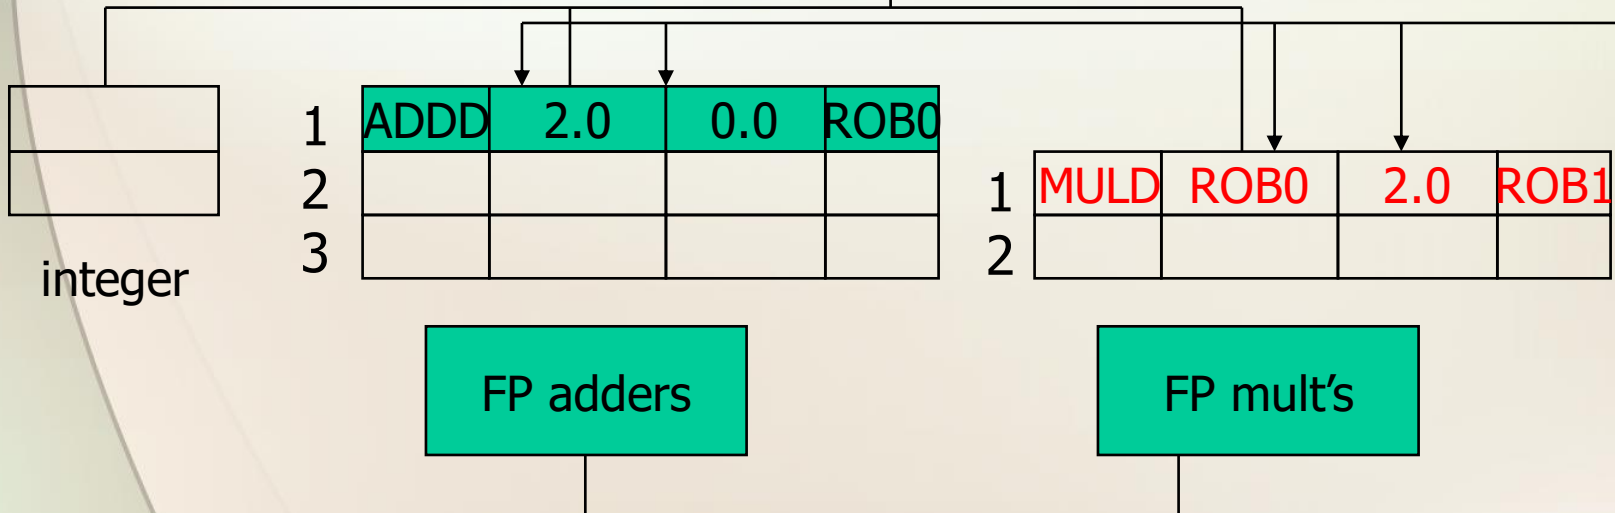 1 ADDD 2.0 0.0 ROB0
2
3
1 MULD ROB0 2.0 ROB1
2
integer
FP adders
FP mult’s